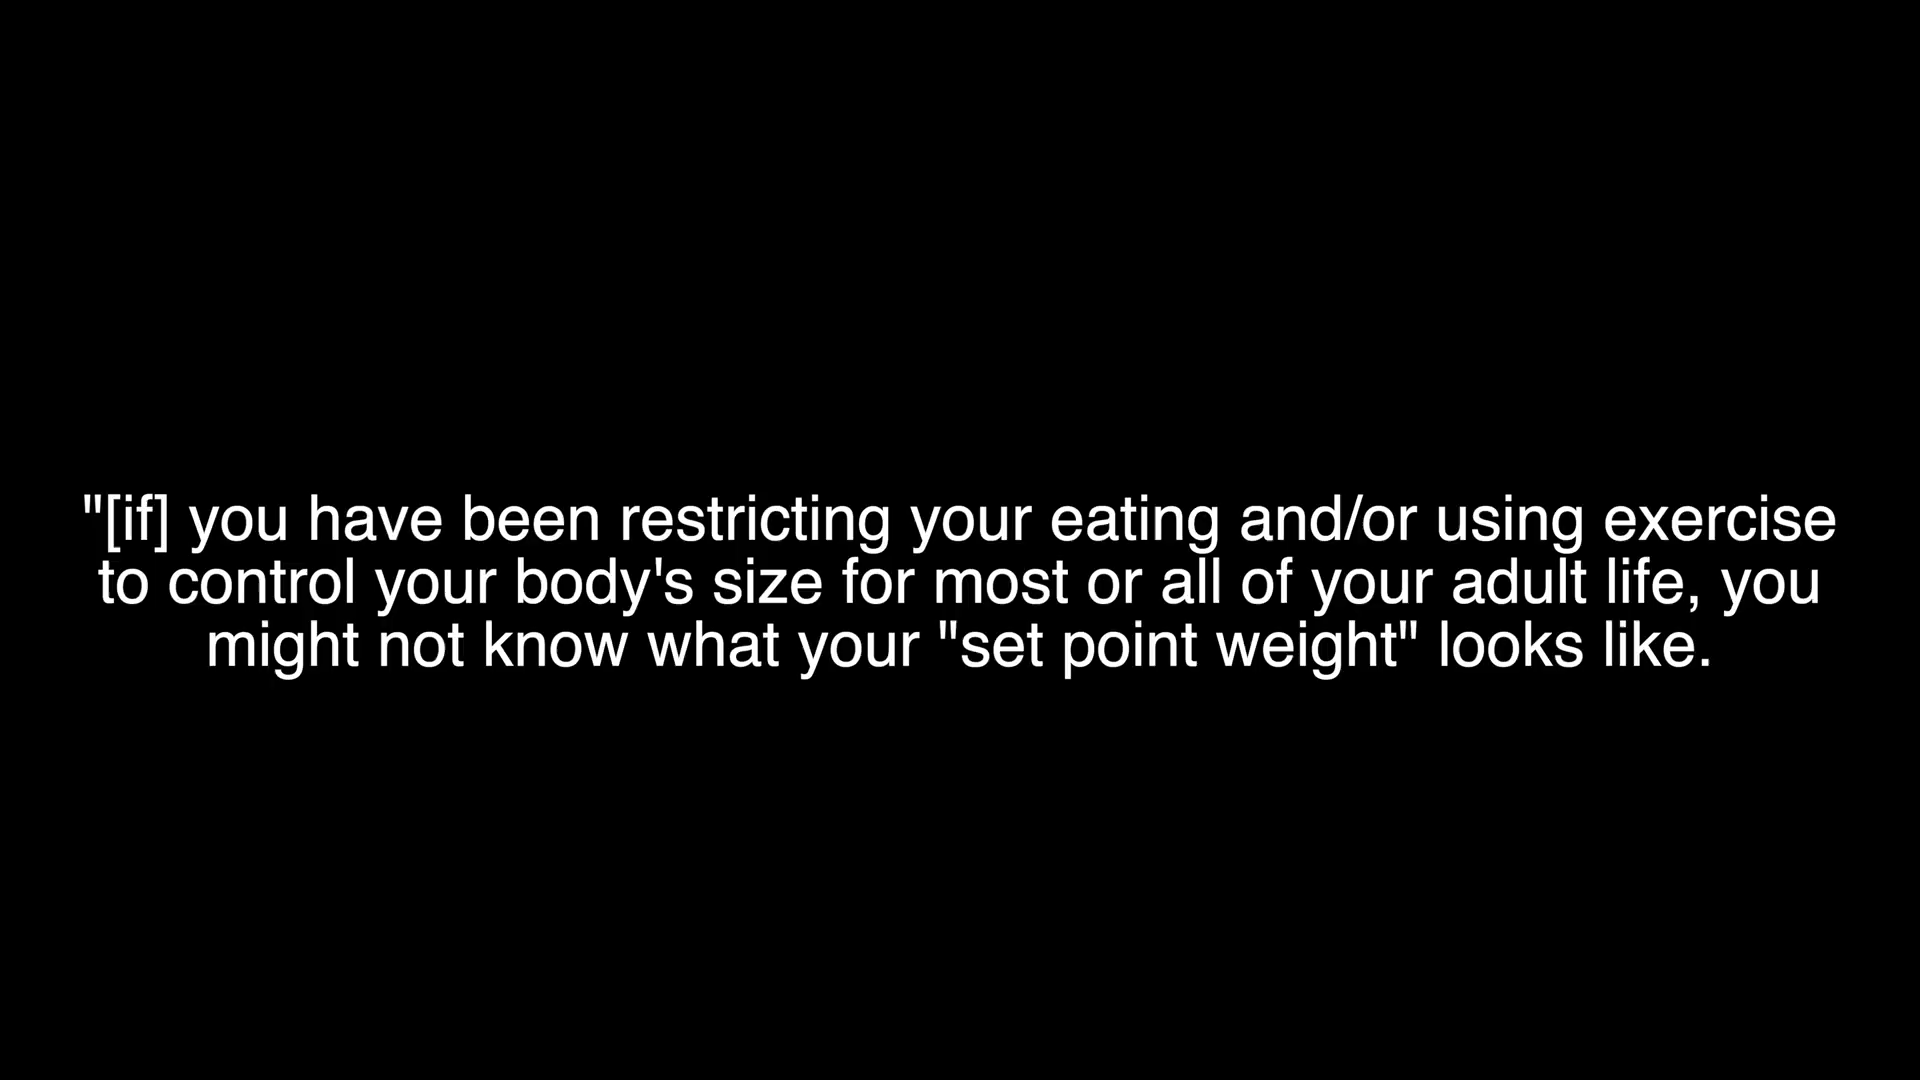 "[if] you have been restricting your eating and/or using exercise
to control your body's size for most or all of your adult life, you
might not know what your "set point weight" looks like.